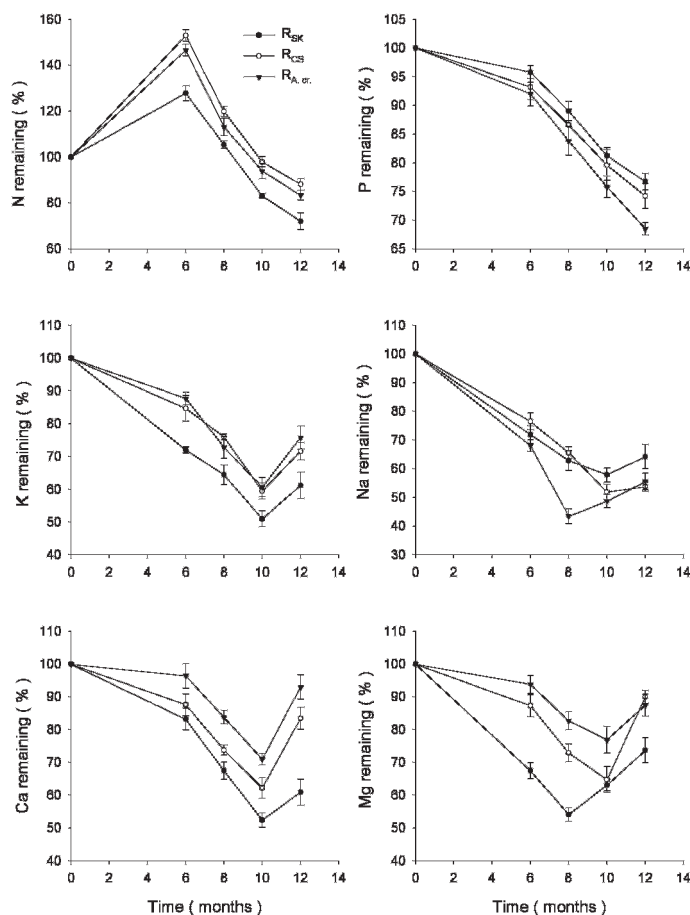 160
140
120
100
80
60
N remaining ( % )
0 2 4 6 8 10 12 14
R_SK
R_CS
R_A. cr.
105
100
95
90
85
80
75
70
65
P remaining ( % )
0 2 4 6 8 10 12 14
110
100
90
80
70
60
50
40
K remaining ( % )
0 2 4 6 8 10 12 14
110
100
90
80
70
60
50
40
30
Na remaining ( % )
0 2 4 6 8 10 12 14
110
100
90
80
70
60
50
40
Ca remaining ( % )
0 2 4 6 8 10 12 14
Time ( months )
110
100
90
80
70
60
50
40
Mg remaining ( % )
0 2 4 6 8 10 12 14
Time ( months )